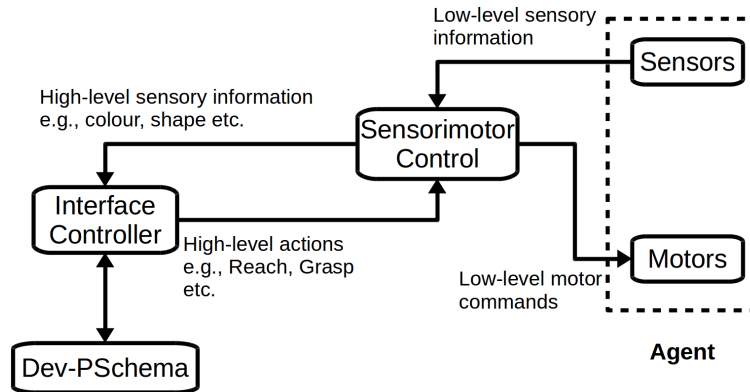 Low-level sensory
information
Sensors
High-level sensory information
e.g., colour, shape etc.
Sensorimotor
Control
Interface
Controller
High-level actions
e.g., Reach, Grasp
etc.
Motors
Low-level motor
commands
Agent
Dev-PSchema